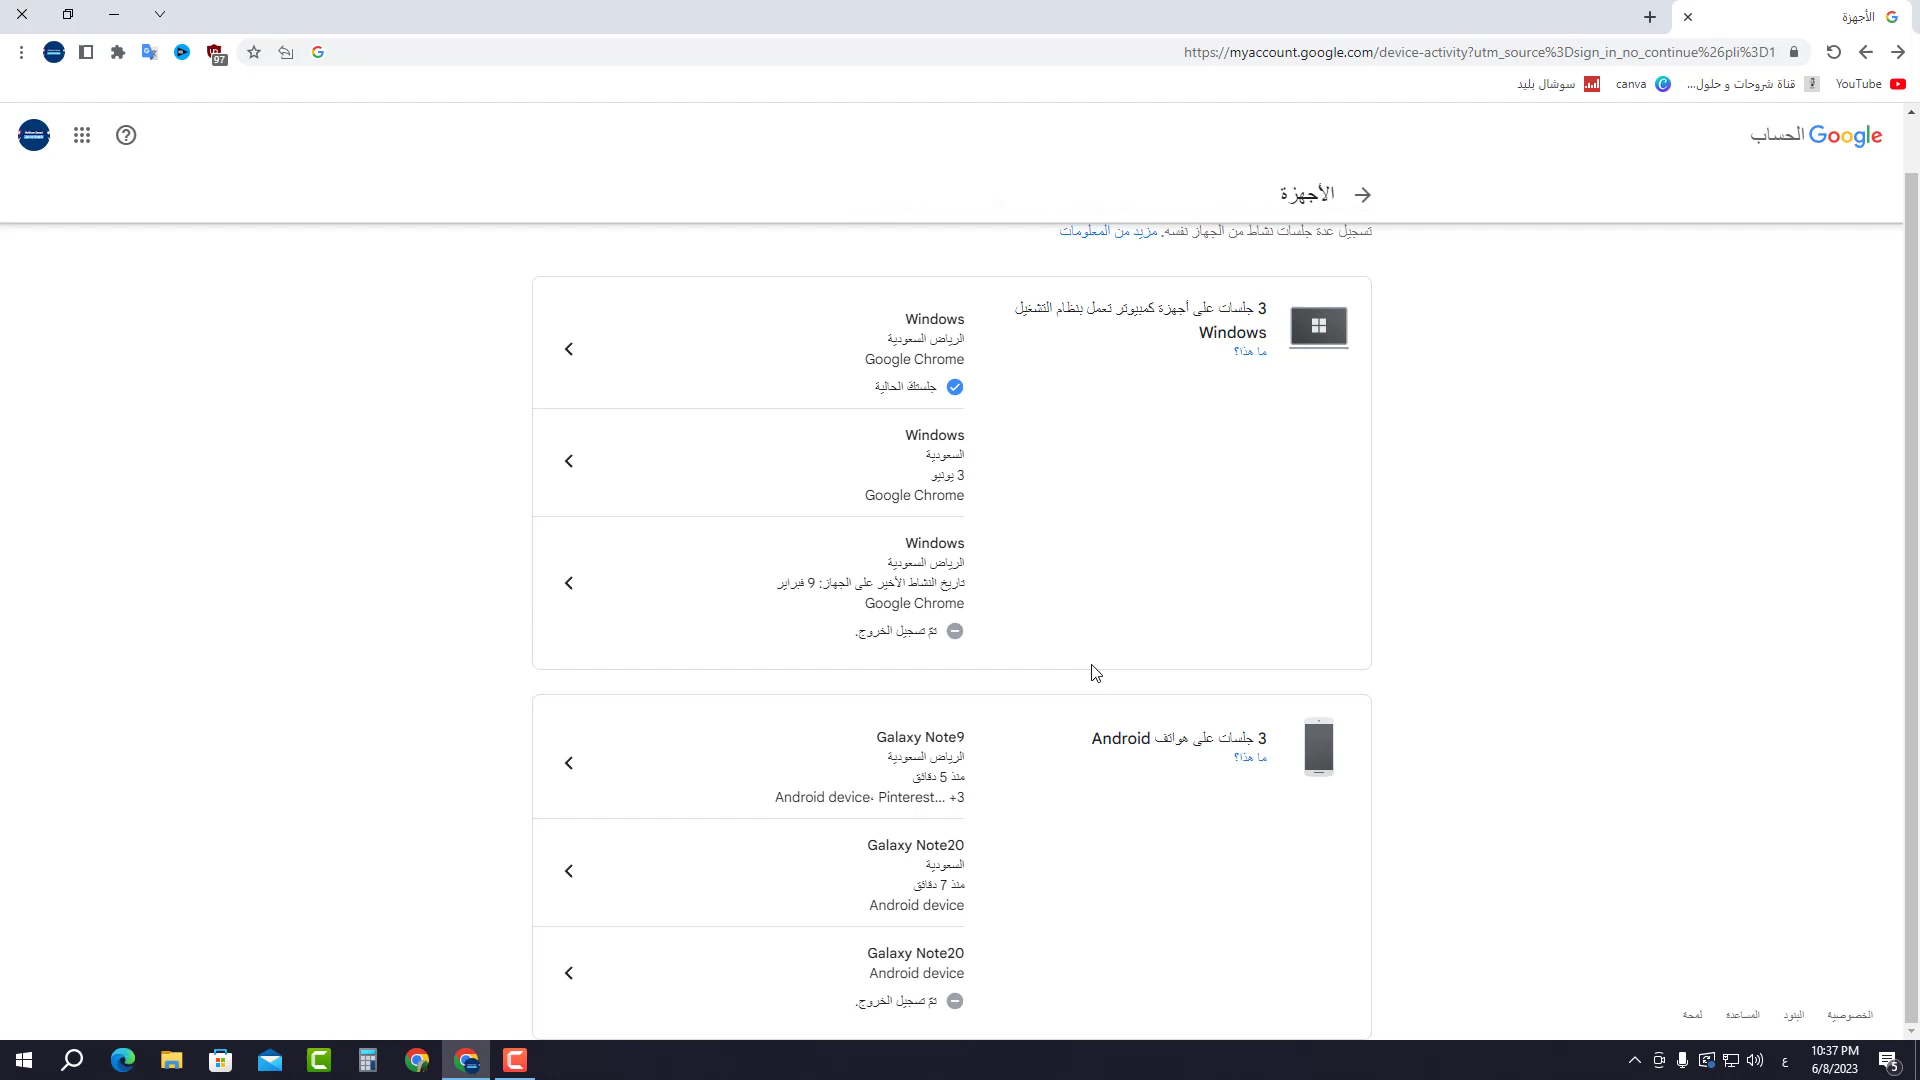 الأجهزة
https://myaccount.google.com/device-activity?utm_source%3Dsign_in_no_continue%26pli%3D1
97
YouTube
قناة شروحات و حلول...
canva
سوشال بليد
Google الحساب
الأجهزة
تسجيل عدة جلسات نشاط من الجهاز نفسه. مزيد من المعلومات
3 جلسات على أجهزة كمبيوتر تعمل بنظام التشغيل
Windows
ما هذا؟
Windows
الرياض السعودية
Google Chrome
جلستك الحالية
Windows
السعودية
3 يونيو
Google Chrome
Windows
الرياض السعودية
تاريخ النشاط الأخير على الجهاز: 9 فبراير
Google Chrome
تمّ تسجيل الخروج.
3 جلسات على هواتف Android
ما هذا؟
Galaxy Note9
الرياض السعودية
منذ 5 دقائق
Android device، Pinterest... +3
Galaxy Note20
السعودية
منذ 7 دقائق
Android device
Galaxy Note20
Android device
تمّ تسجيل الخروج.
الخصوصية
البنود
المساعدة
لمحة
ع
10:37 PM
6/8/2023
5